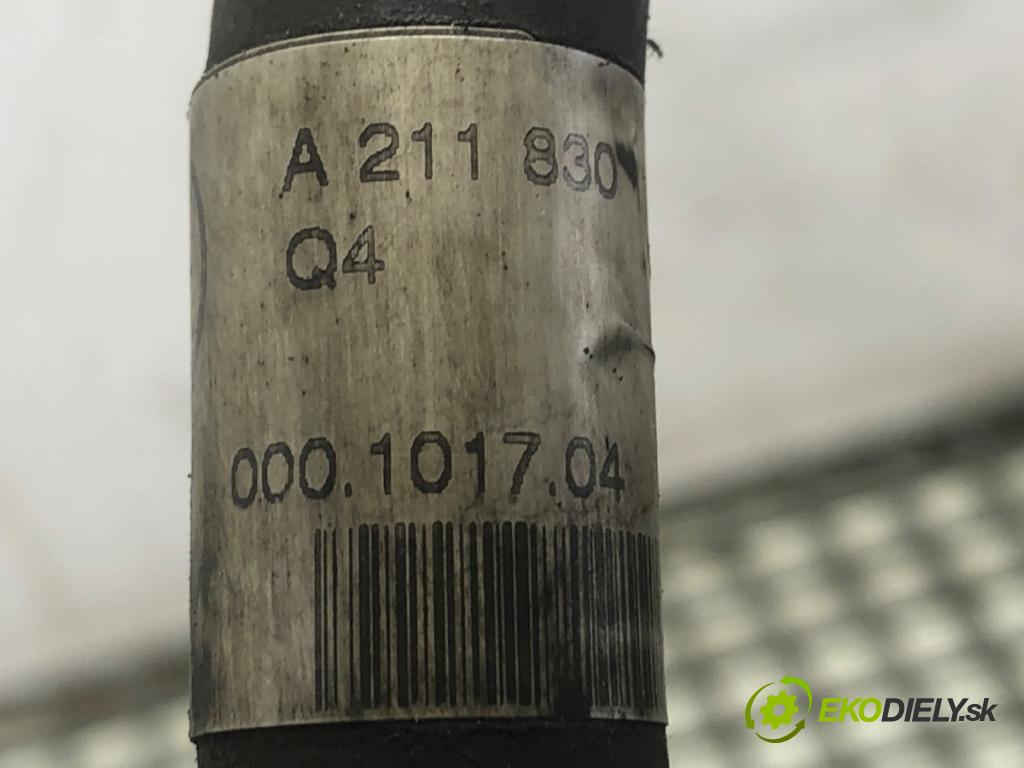 A 211 830
Q4
000.1017.04
EKODIELY.sk